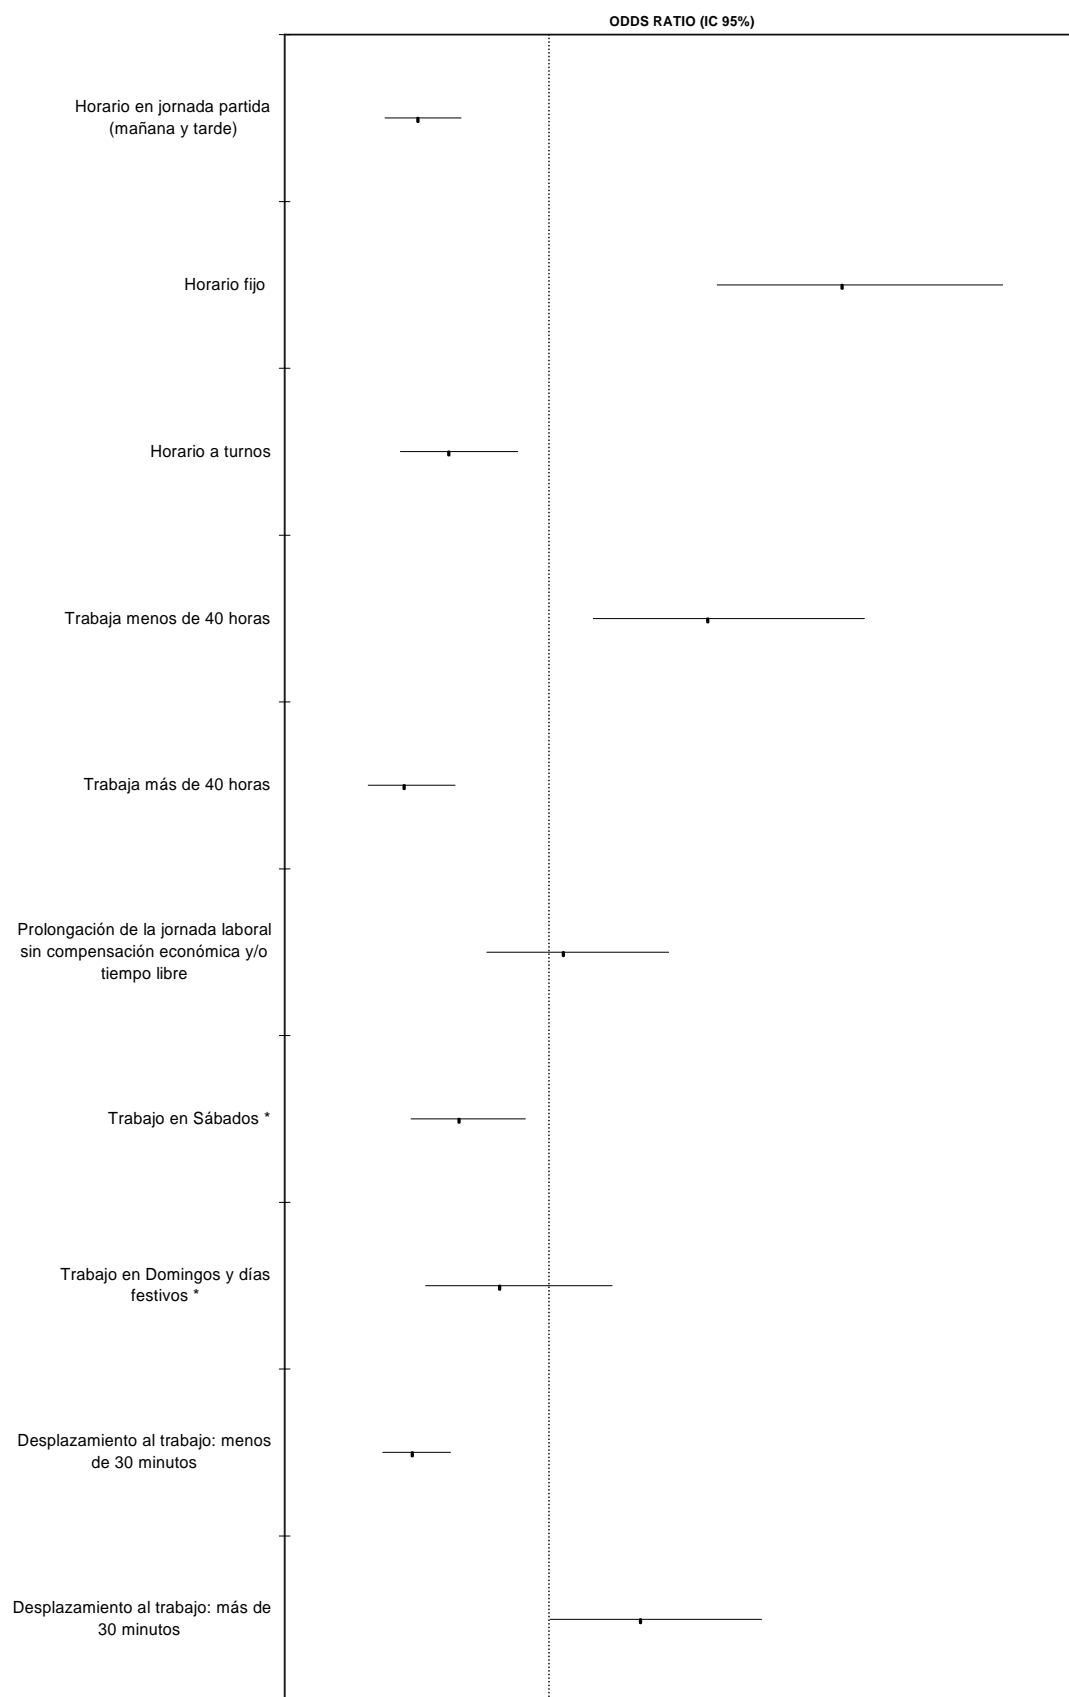 ODDS RATIO (IC 95%)
Horario en jornada partida
(mañana y tarde)
Horario fijo
Horario a turnos
Trabaja menos de 40 horas
Trabaja más de 40 horas
Prolongación de la jornada laboral
sin compensación económica y/o
tiempo libre
Trabajo en Sábados *
Trabajo en Domingos y días
festivos *
Desplazamiento al trabajo: menos
de 30 minutos
Desplazamiento al trabajo: más de
30 minutos